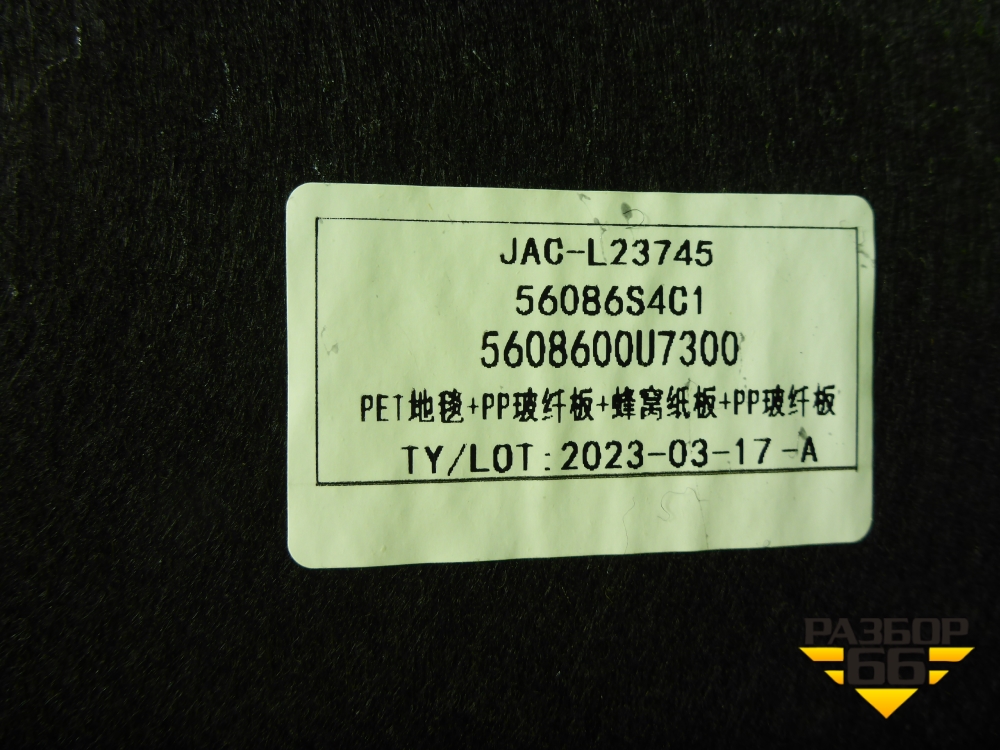 JAC-L23745
56086S4C1
5608600U7300
PET地毯+PP玻纤板+蜂窝纸板+PP玻纤板
TY/LOT:2023-03-17-A
РАЗБОР
66